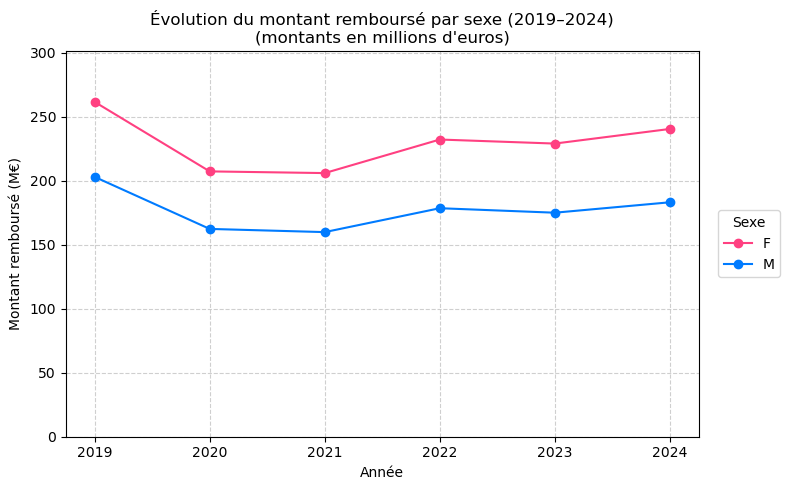 Évolution du montant remboursé par sexe (2019–2024)
(montants en millions d'euros)
Montant remboursé (M€)
300
250
200
150
100
50
0
2019 2020 2021 2022 2023 2024
Année
Sexe
F
M